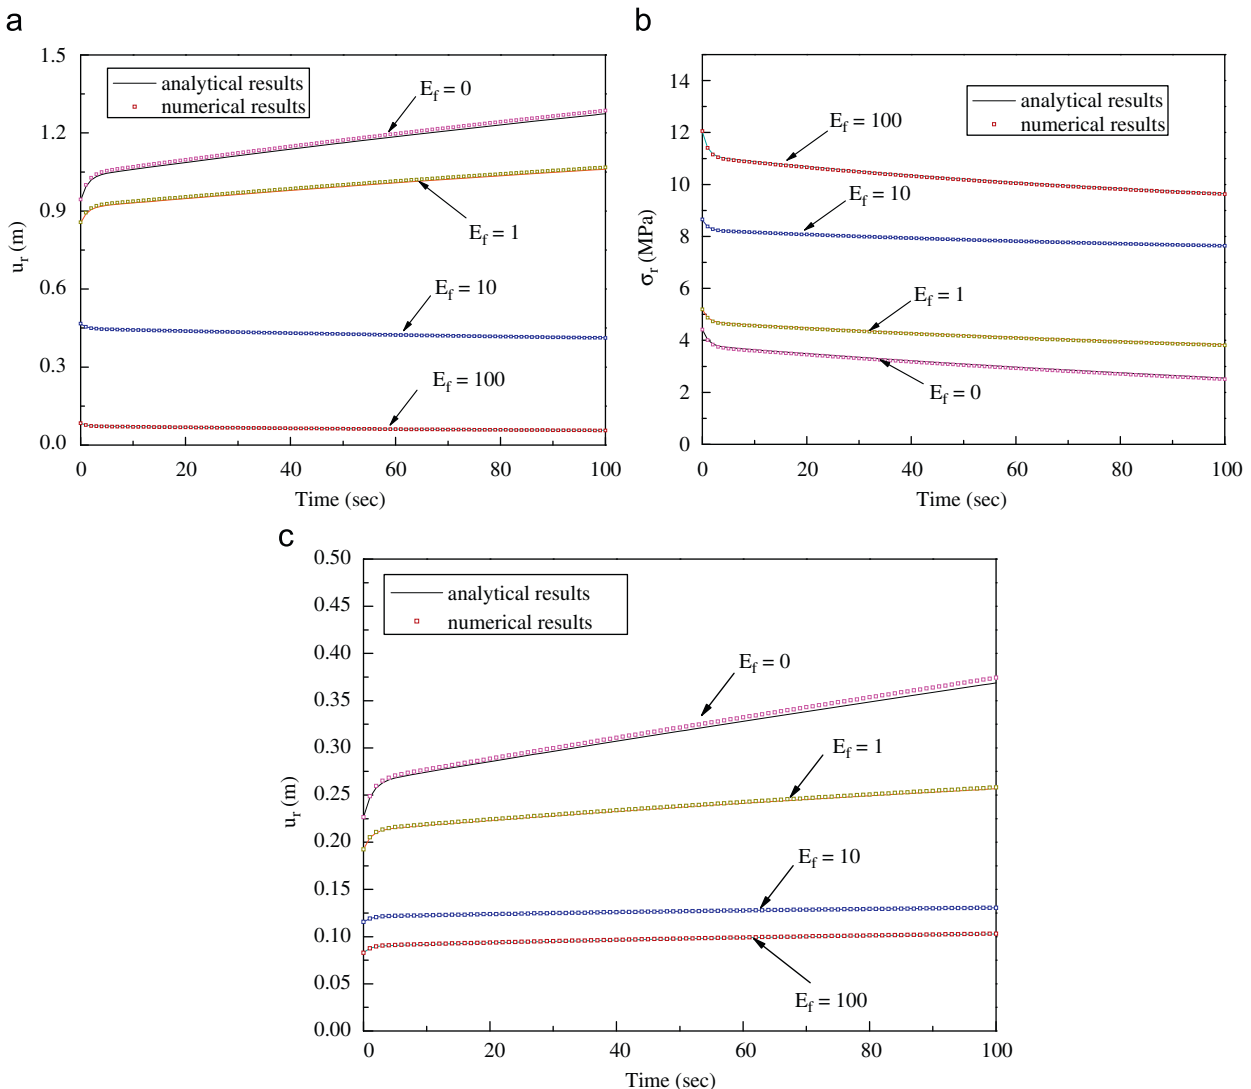 a
1.5
1.2
0.9
0.6
0.3
0.0
u_r (m)
analytical results
numerical results
E_f = 0
E_f = 1
E_f = 10
E_f = 100
0 20 40 60 80 100
Time (sec)
b
14
12
10
8
6
4
2
0
σ_r (MPa)
analytical results
numerical results
E_f = 100
E_f = 10
E_f = 1
E_f = 0
0 20 40 60 80 100
Time (sec)
c
0.50
0.45
0.40
0.35
0.30
0.25
0.20
0.15
0.10
0.05
0.00
u_r (m)
analytical results
numerical results
E_f = 0
E_f = 1
E_f = 10
E_f = 100
0 20 40 60 80 100
Time (sec)